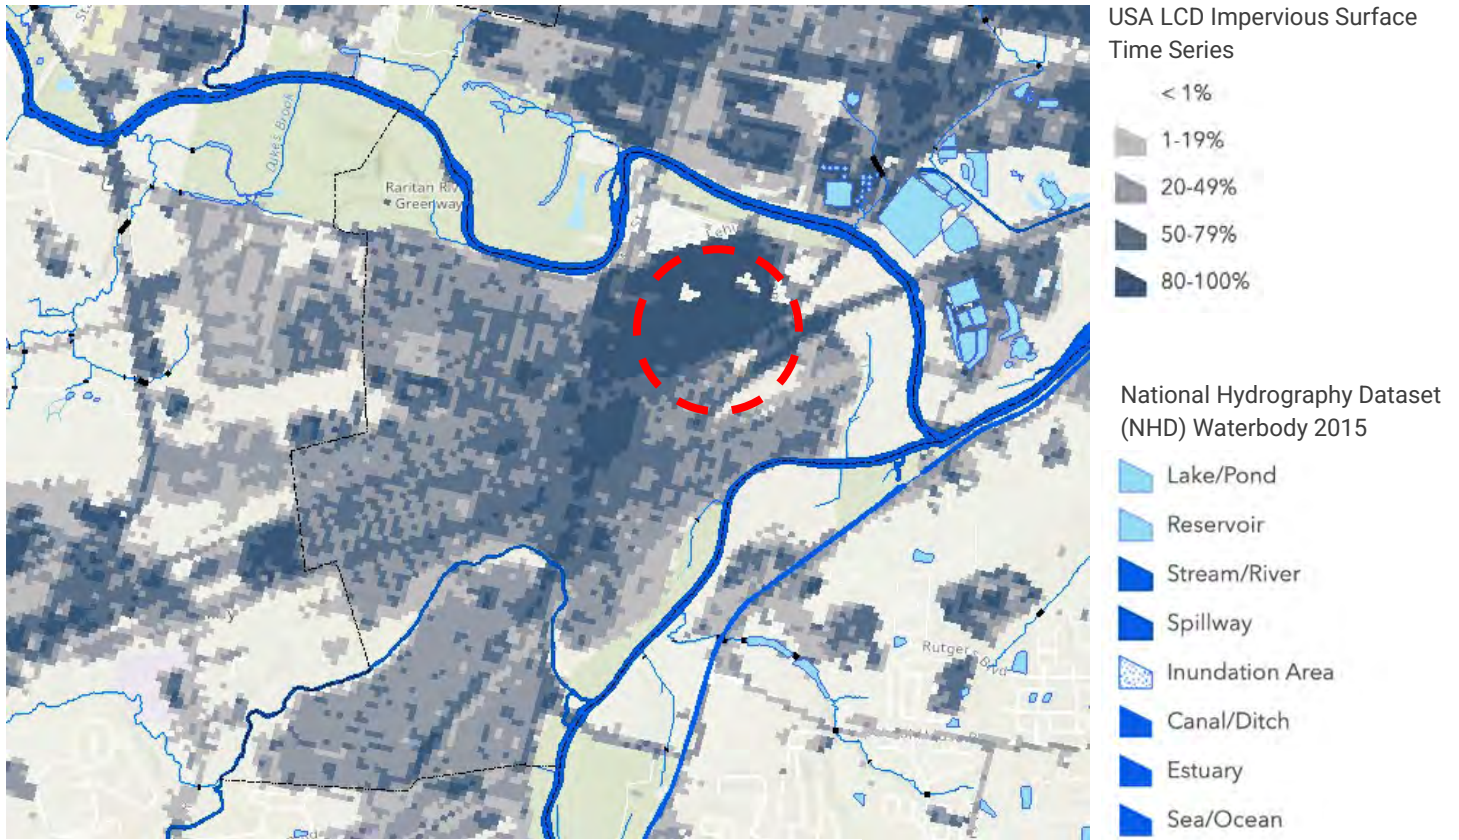 USA LCD Impervious Surface
Time Series
< 1%
1-19%
20-49%
50-79%
80-100%
National Hydrography Dataset
(NHD) Waterbody 2015
Lake/Pond
Reservoir
Stream/River
Spillway
Inundation Area
Canal/Ditch
Estuary
Sea/Ocean
Dukes Brook
Raritan Riv
Greenway
Rutgers Blvd